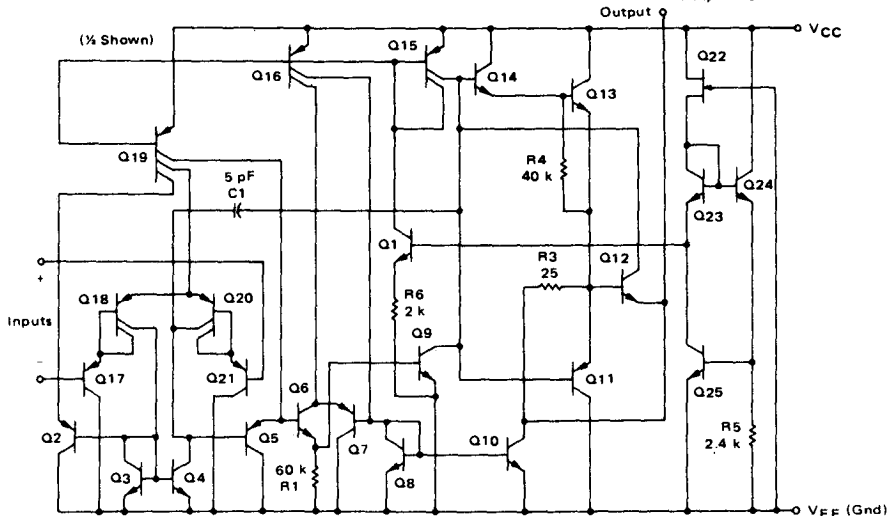 Output
VCC
(½ Shown)
Q15
Q16
Q14
Q22
Q13
Q19
5 pF
C1
R4
40 k
Q23
Q24
Q1
R3
25
Q12
+
Q18
Q20
R6
2 k
Q9
Inputs
−
Q17
Q21
Q6
Q11
Q25
Q2
Q5
Q7
Q10
R5
2.4 k
Q3
Q4
60 k
R1
Q8
VEE (Gnd)